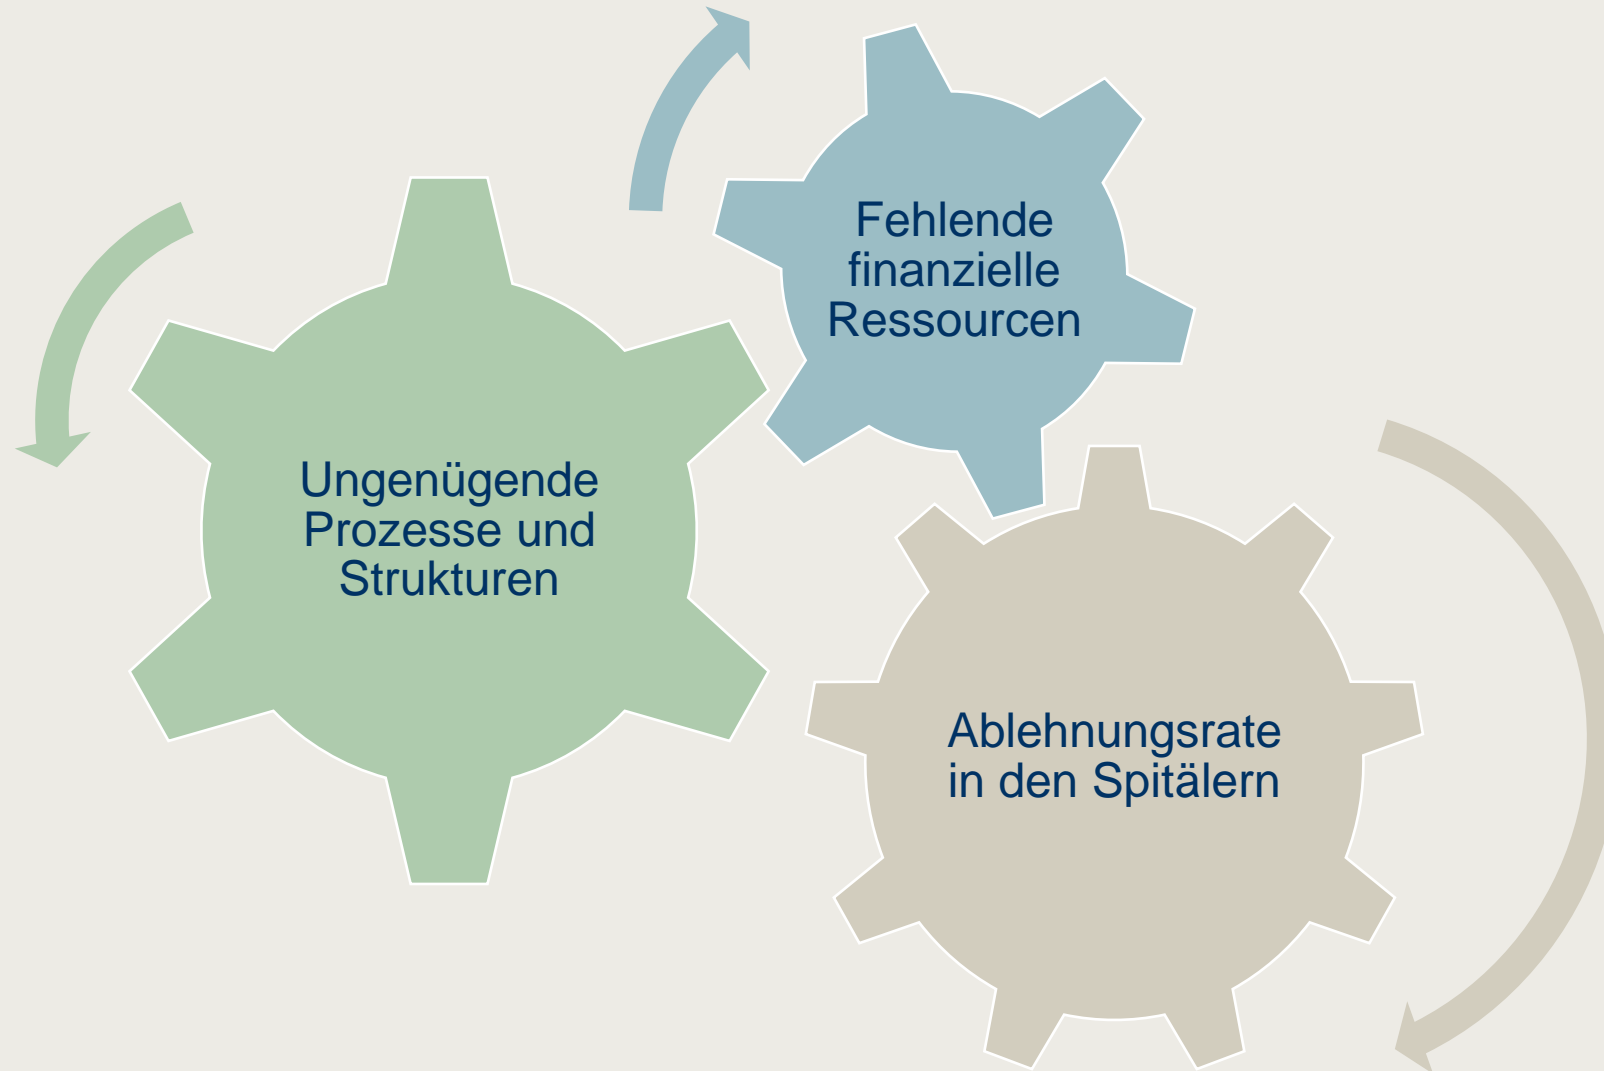 Fehlende
finanzielle
Ressourcen
Ungenügende
Prozesse und
Strukturen
Ablehnungsrate
in den Spitälern